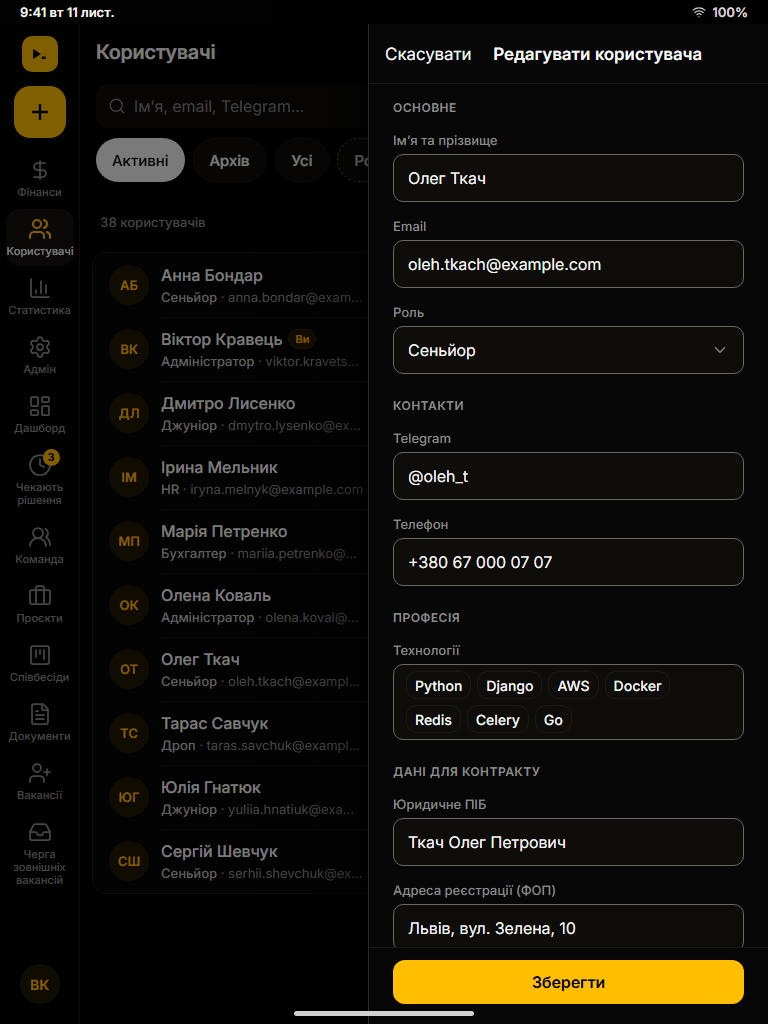 9:41 вт 11 лист.
100%
Користувачі
Ім'я, email, Telegram...
Активні
Архів
Усі
38 користувачів
Фінанси
Користувачі
Статистика
Адмін
Дашборд
3
Чекають
рішення
Команда
Проєкти
Співбесіди
Документи
Вакансії
Черга
зовнішніх
вакансій
ВК
АБ
Анна Бондар
Сеньйор · anna.bondar@exam...
ВК
Віктор Кравець Ви
Адміністратор · viktor.kravets...
ДЛ
Дмитро Лисенко
Джуніор · dmytro.lysenko@ex...
ІМ
Ірина Мельник
HR · iryna.melnyk@example.com
МП
Марія Петренко
Бухгалтер · mariia.petrenko@...
ОК
Олена Коваль
Адміністратор · olena.koval@...
ОТ
Олег Ткач
Сеньйор · oleh.tkach@exampl...
ТС
Тарас Савчук
Дроп · taras.savchuk@exampl...
ЮГ
Юлія Гнатюк
Джуніор · yuliia.hnatiuk@exa...
СШ
Сергій Шевчук
Сеньйор · serhii.shevchuk@ex...
Скасувати
Редагувати користувача
ОСНОВНЕ
Ім'я та прізвище
Олег Ткач
Email
oleh.tkach@example.com
Роль
Сеньйор
КОНТАКТИ
Telegram
@oleh_t
Телефон
+380 67 000 07 07
ПРОФЕСІЯ
Технології
Python Django AWS Docker
Redis Celery Go
ДАНІ ДЛЯ КОНТРАКТУ
Юридичне ПІБ
Ткач Олег Петрович
Адреса реєстрації (ФОП)
Львів, вул. Зелена, 10
Зберегти